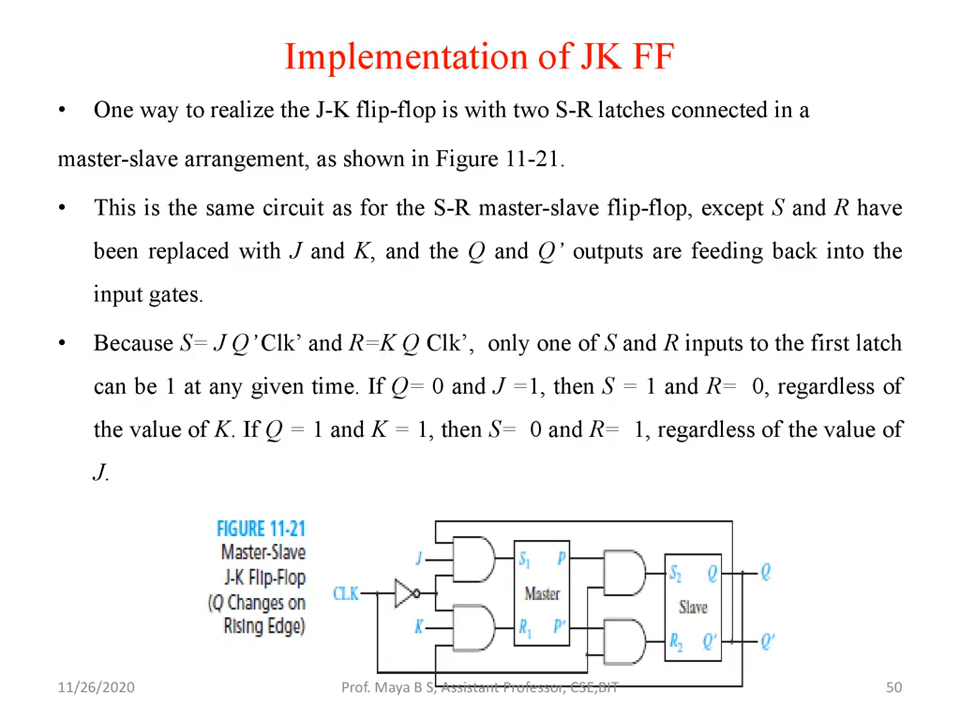 Implementation of JK FF
• One way to realize the J-K flip-flop is with two S-R latches connected in a
master-slave arrangement, as shown in Figure 11-21.
• This is the same circuit as for the S-R master-slave flip-flop, except S and R have
been replaced with J and K, and the Q and Q’ outputs are feeding back into the
input gates.
• Because S= J Q’Clk’ and R=K Q Clk’, only one of S and R inputs to the first latch
can be 1 at any given time. If Q= 0 and J =1, then S = 1 and R= 0, regardless of
the value of K. If Q = 1 and K = 1, then S= 0 and R= 1, regardless of the value of
J.
FIGURE 11-21
Master-Slave
J-K Flip-Flop
(Q Changes on
Rising Edge)
J
CLK
K
S1 P
Master
R1 P'
S2 Q
Slave
R2 Q'
Q
Q'
11/26/2020
Prof. Maya B S, Assistant Professor, CSE,BIT
50